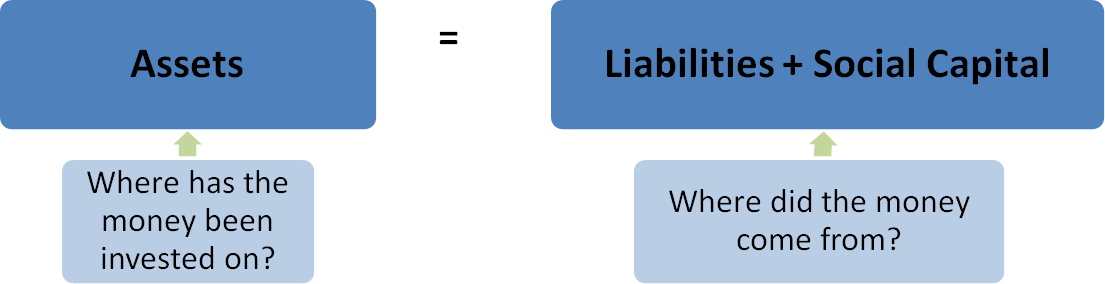 Assets
=
Liabilities + Social Capital
Where has the
money been
invested on?
Where did the money
come from?